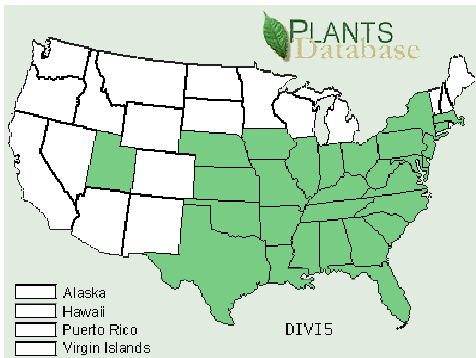 PLANTS
Database
Alaska
Hawaii
Puerto Rico
Virgin Islands
DIVI5